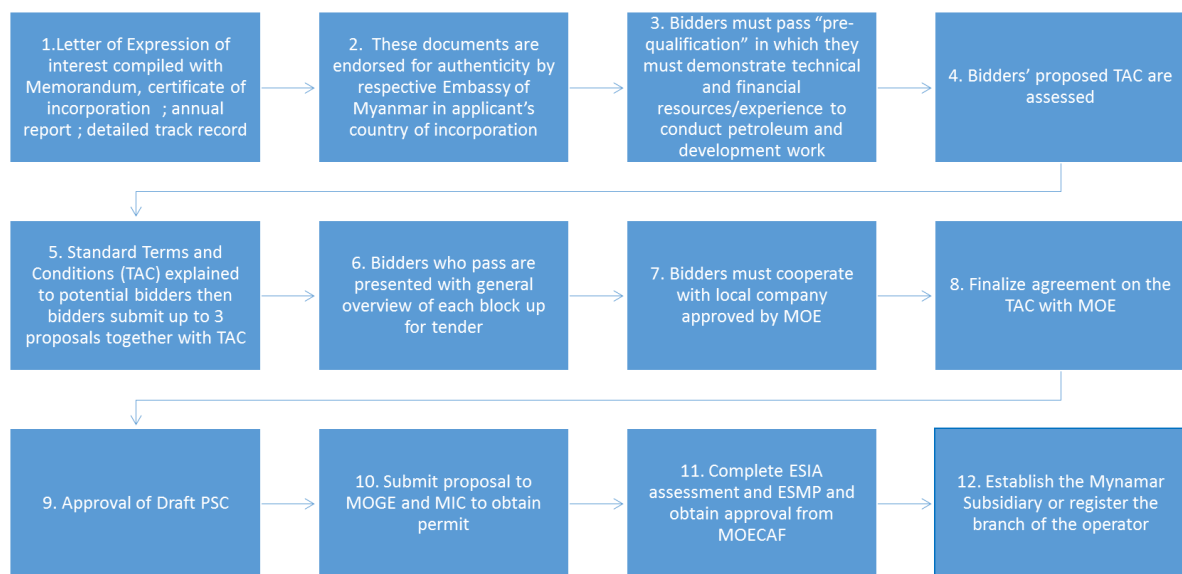 1.Letter of Expression of
interest compiled with
Memorandum, certificate of
incorporation ; annual
report ; detailed track record
2. These documents are
endorsed for authenticity by
respective Embassy of
Myanmar in applicant's
country of incorporation
3. Bidders must pass “pre-
qualification” in which they
must demonstrate technical
and financial
resources/experience to
conduct petroleum and
development work
4. Bidders' proposed TAC are
assessed
5. Standard Terms and
Conditions (TAC) explained
to potential bidders then
bidders submit up to 3
proposals together with TAC
6. Bidders who pass are
presented with general
overview of each block up
for tender
7. Bidders must cooperate
with local company
approved by MOE
8. Finalize agreement on the
TAC with MOE
9. Approval of Draft PSC
10. Submit proposal to
MOGE and MIC to obtain
permit
11. Complete ESIA
assessment and ESMP and
obtain approval from
MOECAF
12. Establish the Mynamar
Subsidiary or register the
branch of the operator